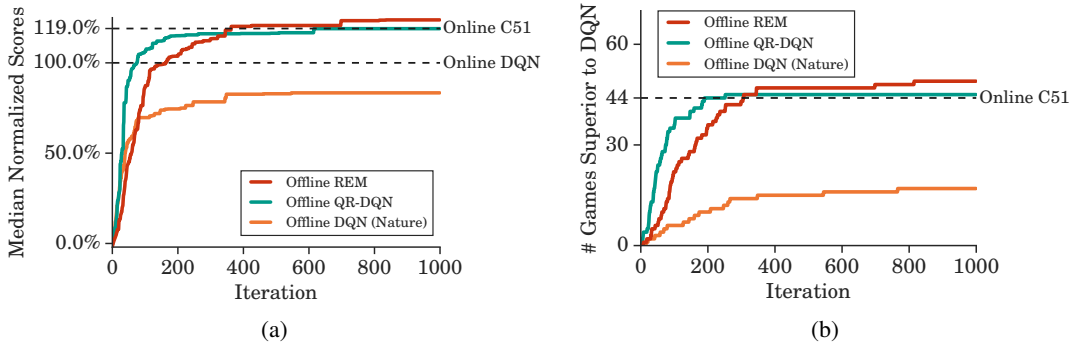 Median Normalized Scores
119.0%
100.0%
50.0%
0.0%
Online C51
Online DQN
Offline REM
Offline QR-DQN
Offline DQN (Nature)
0 200 400 600 800 1000
Iteration
(a)
# Games Superior to DQN
60
44
30
0
Offline REM
Offline QR-DQN
Offline DQN (Nature)
Online C51
0 200 400 600 800 1000
Iteration
(b)